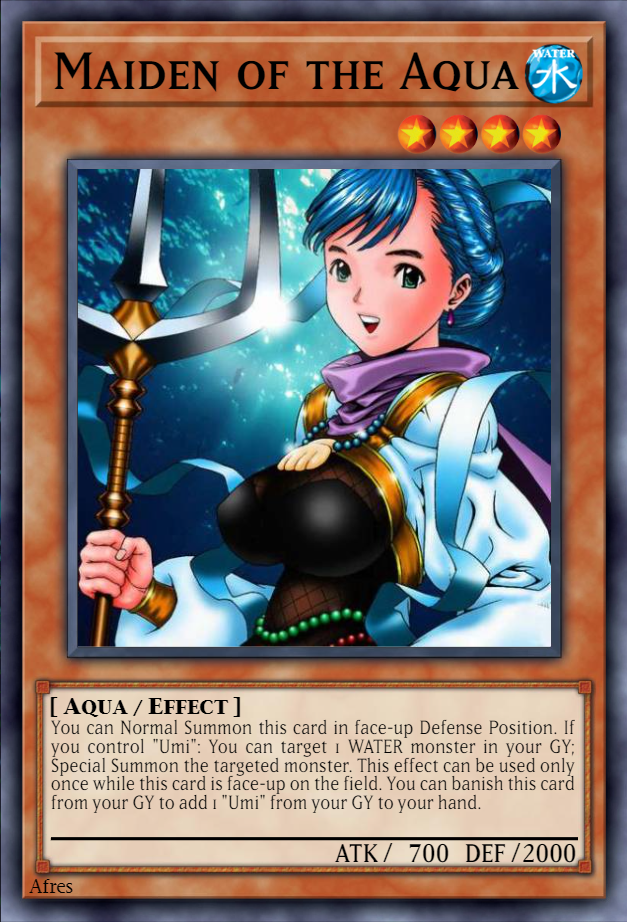 Maiden of the Aqua
WATER
水
[ Aqua / Effect ]
You can Normal Summon this card in face-up Defense Position. If
you control "Umi": You can target 1 WATER monster in your GY;
Special Summon the targeted monster. This effect can be used only
once while this card is face-up on the field. You can banish this card
from your GY to add 1 "Umi" from your GY to your hand.
ATK/ 700 DEF/2000
Afres